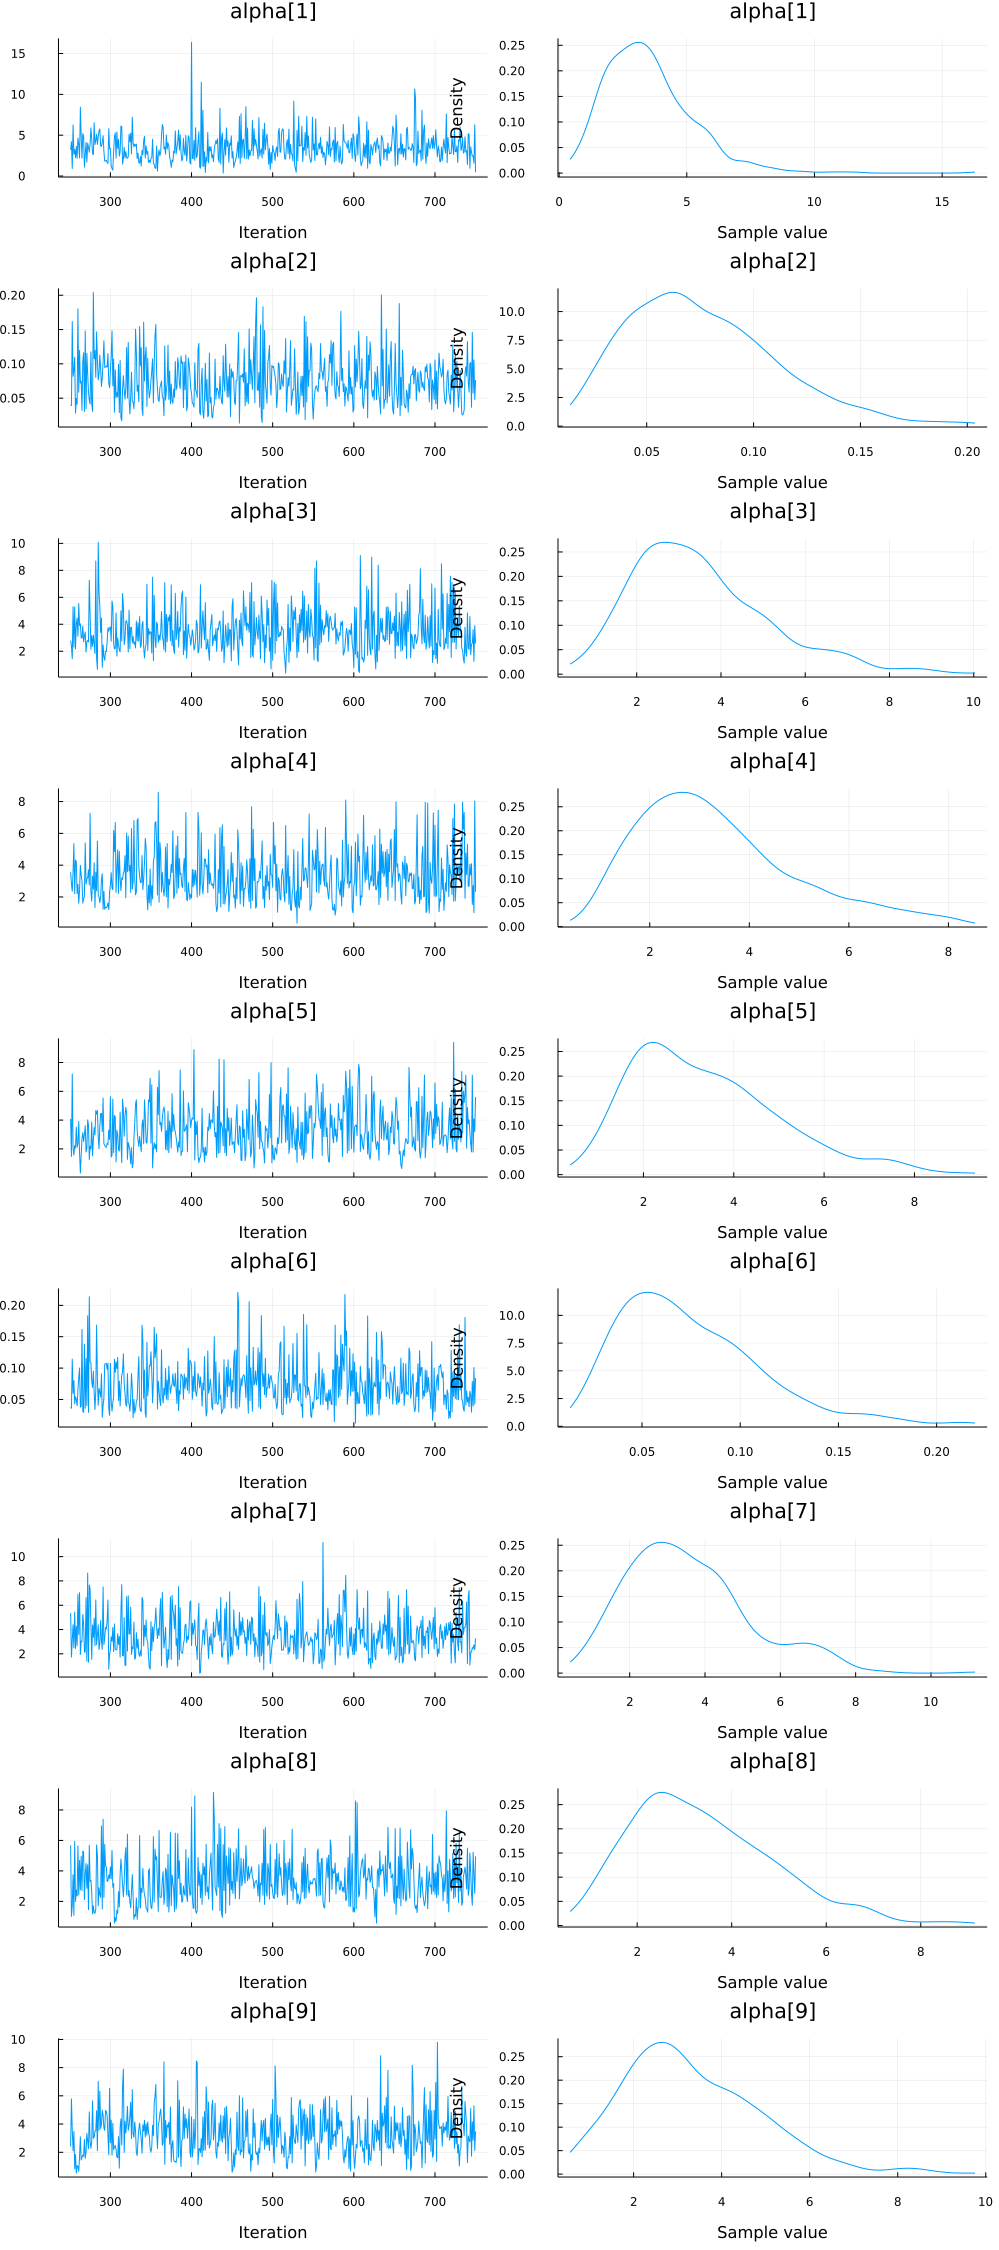 alpha[1] alpha[1]
15
10
5
0
Density
0.25
0.20
0.15
0.10
0.05
0.00
300 400 500 600 700 0 5 10 15
Iteration Sample value
alpha[2] alpha[2]
0.20
0.15
0.10
0.05
Density
10.0
7.5
5.0
2.5
0.0
300 400 500 600 700 0.05 0.10 0.15 0.20
Iteration Sample value
alpha[3] alpha[3]
10
8
6
4
2
Density
0.25
0.20
0.15
0.10
0.05
0.00
300 400 500 600 700 2 4 6 8 10
Iteration Sample value
alpha[4] alpha[4]
8
6
4
2
Density
0.25
0.20
0.15
0.10
0.05
0.00
300 400 500 600 700 2 4 6 8
Iteration Sample value
alpha[5] alpha[5]
8
6
4
2
Density
0.25
0.20
0.15
0.10
0.05
0.00
300 400 500 600 700 2 4 6 8
Iteration Sample value
alpha[6] alpha[6]
0.20
0.15
0.10
0.05
Density
10.0
7.5
5.0
2.5
0.0
300 400 500 600 700 0.05 0.10 0.15 0.20
Iteration Sample value
alpha[7] alpha[7]
10
8
6
4
2
Density
0.25
0.20
0.15
0.10
0.05
0.00
300 400 500 600 700 2 4 6 8 10
Iteration Sample value
alpha[8] alpha[8]
8
6
4
2
Density
0.25
0.20
0.15
0.10
0.05
0.00
300 400 500 600 700 2 4 6 8
Iteration Sample value
alpha[9] alpha[9]
10
8
6
4
2
Density
0.25
0.20
0.15
0.10
0.05
0.00
300 400 500 600 700 2 4 6 8 10
Iteration Sample value